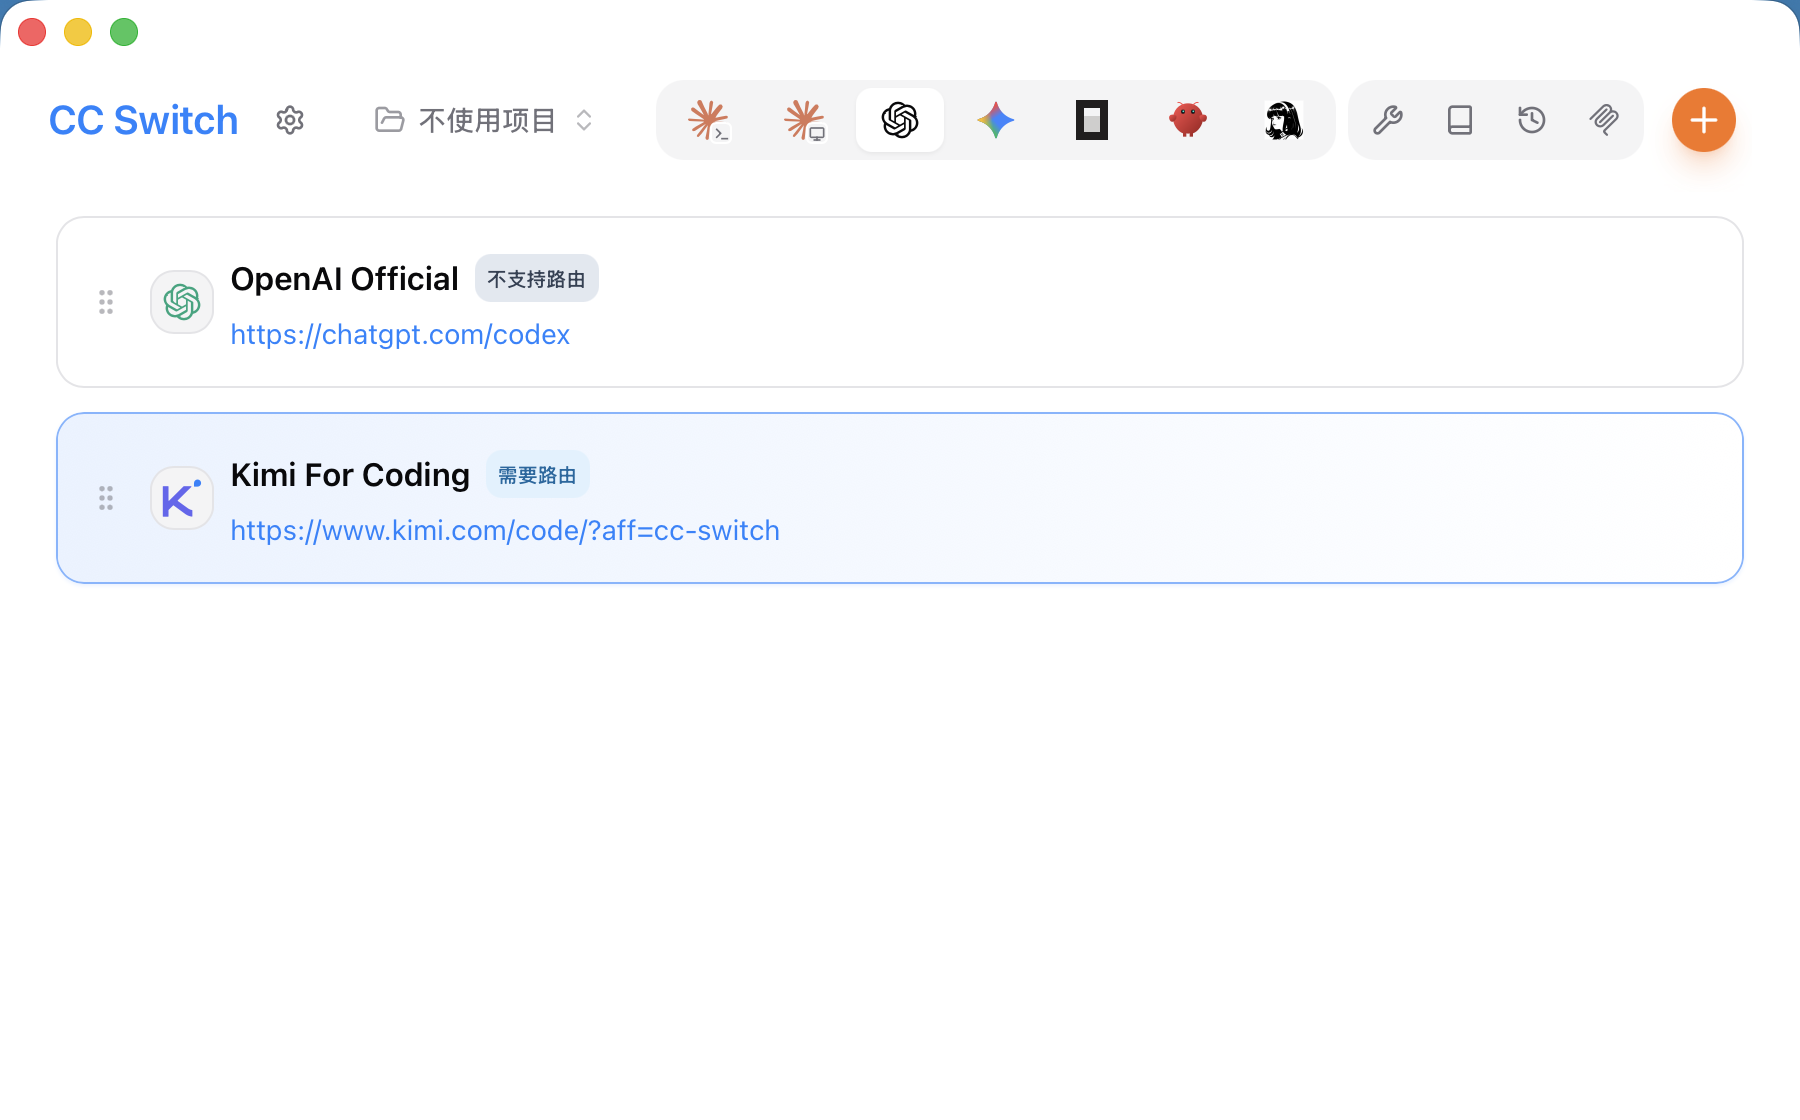 CC Switch
不使用项目
OpenAI Official
不支持路由
https://chatgpt.com/codex
Kimi For Coding
需要路由
https://www.kimi.com/code/?aff=cc-switch